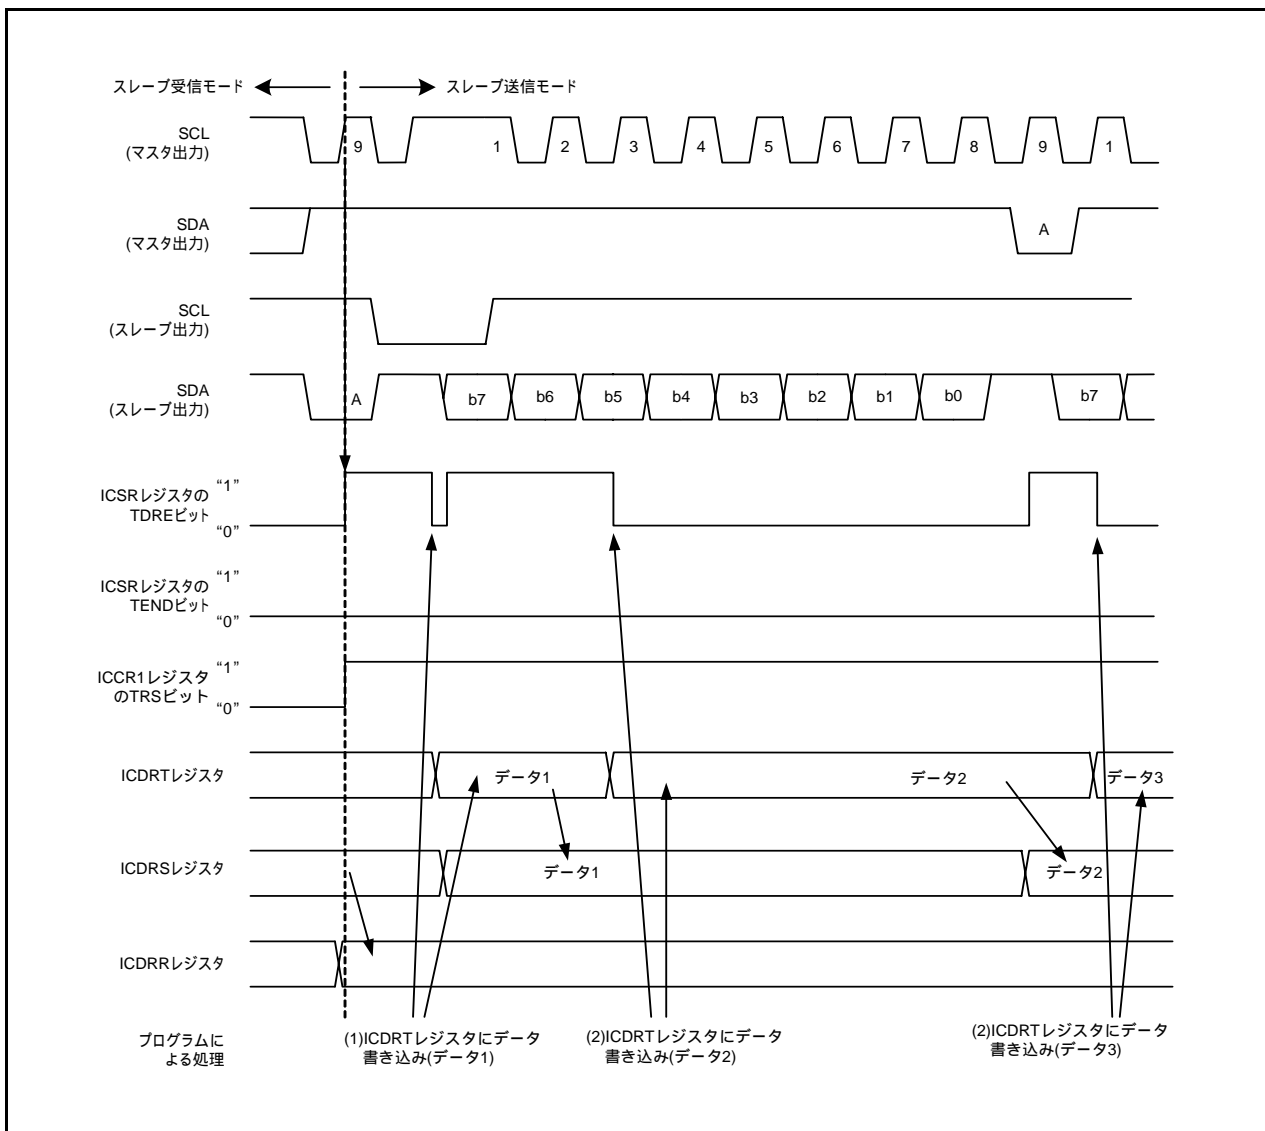 スレーブ受信モード スレーブ送信モード
SCL
(マスタ出力)
9 1 2 3 4 5 6 7 8 9 1
SDA
(マスタ出力)
A
SCL
(スレーブ出力)
SDA
(スレーブ出力)
A b7 b6 b5 b4 b3 b2 b1 b0 b7
ICSRレジスタの
TDREビット
“1”
“0”
ICSRレジスタの
TENDビット
“1”
“0”
ICCR1レジスタ
のTRSビット
“1”
“0”
ICDRTレジスタ
データ1 データ2 データ3
ICDRSレジスタ
データ1 データ2
ICDRRレジスタ
プログラムに
よる処理
(1)ICDRTレジスタにデータ
書き込み(データ1)
(2)ICDRTレジスタにデータ
書き込み(データ2)
(2)ICDRTレジスタにデータ
書き込み(データ3)